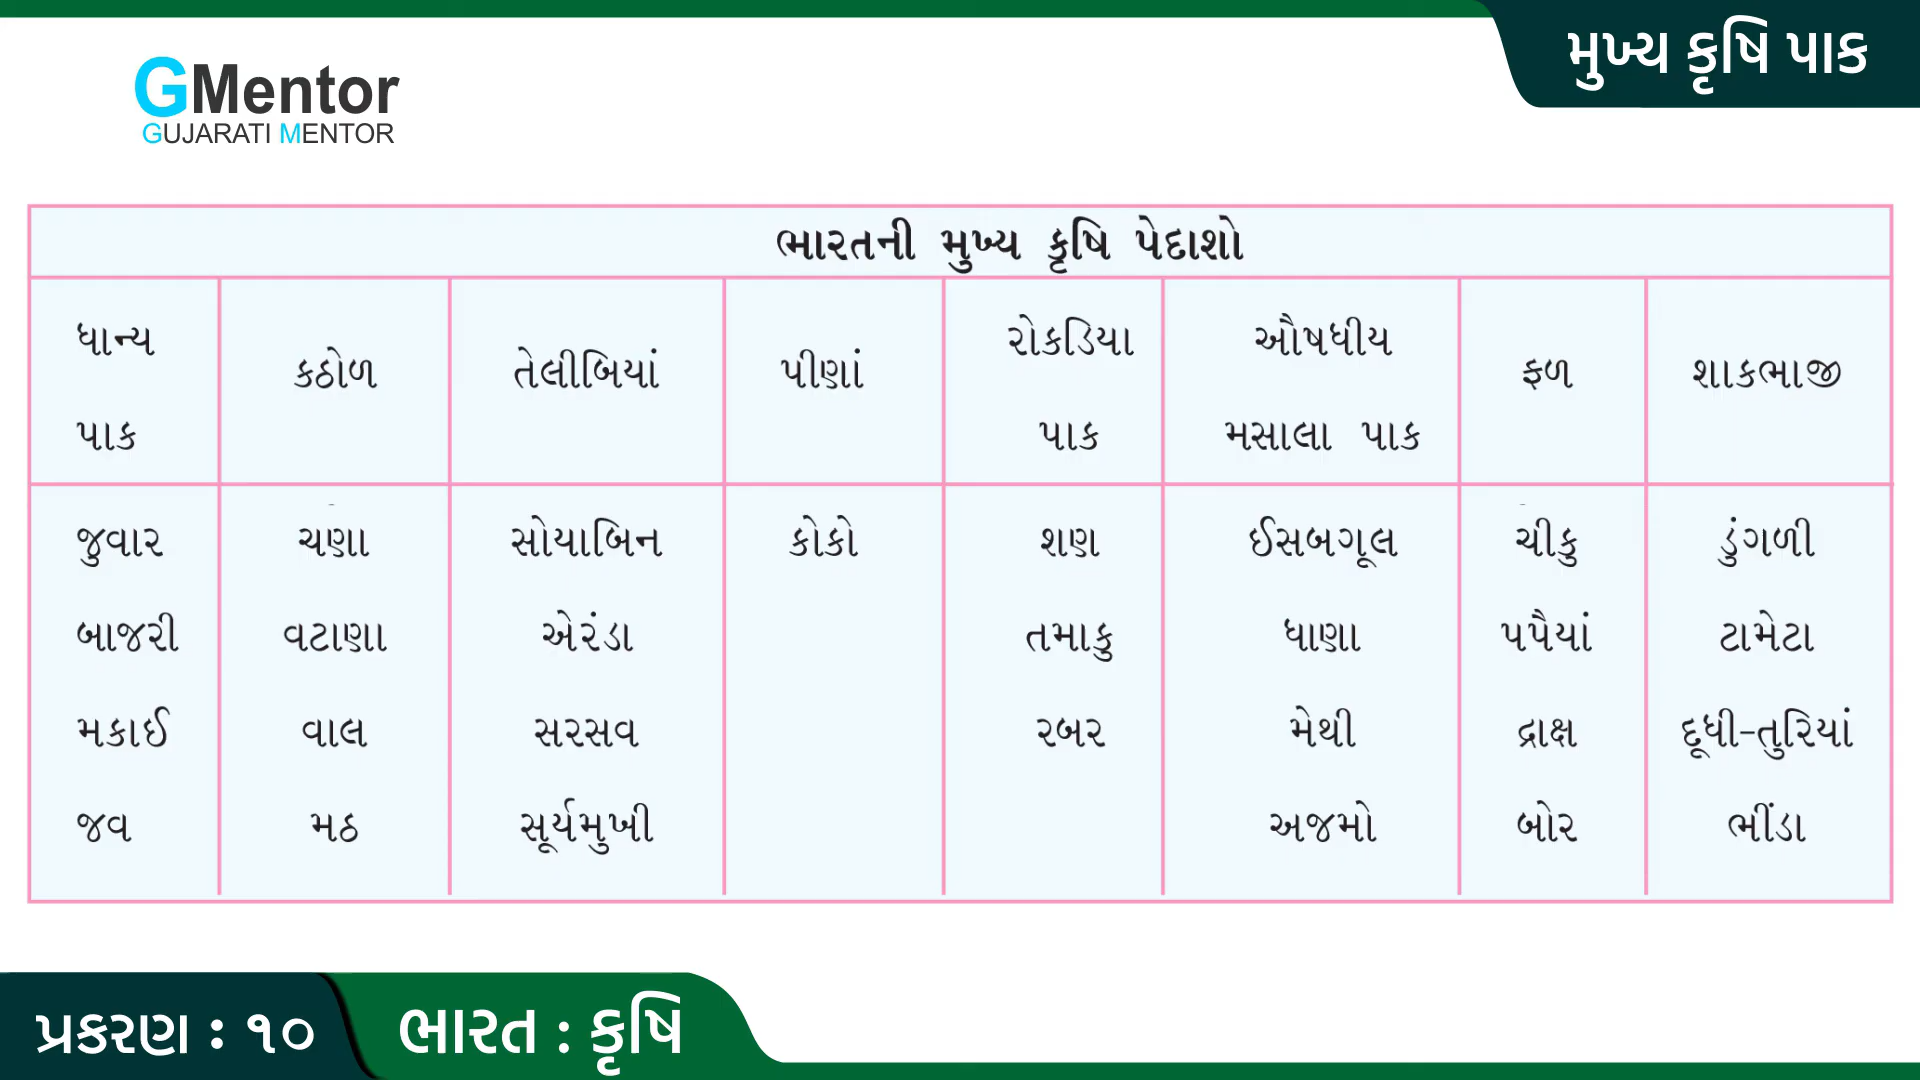 મુખ્ય કૃષિ પાક
GMentor
GUJARATI MENTOR
ભારતની મુખ્ય કૃષિ પેદાશો
ધાન્ય પાક
કઠોળ
તેલીબિયાં
પીણાં
રોકડિયા પાક
ઔષધીય મસાલા પાક
ફળ
શાકભાજી
જુવાર ચણા સોયાબિન કોકો શણ ઈસબગૂલ ચીકુ ડુંગળી
બાજરી વટાણા એરંડા તમાકુ ધાણા પપૈયાં ટામેટા
મકાઈ વાલ સરસવ રબર મેથી દ્રાક્ષ દૂધી-તુરિયાં
જવ મઠ સૂર્યમુખી અજમો બોર ભીંડા
પ્રકરણ : ૧૦ ભારત : કૃષિ